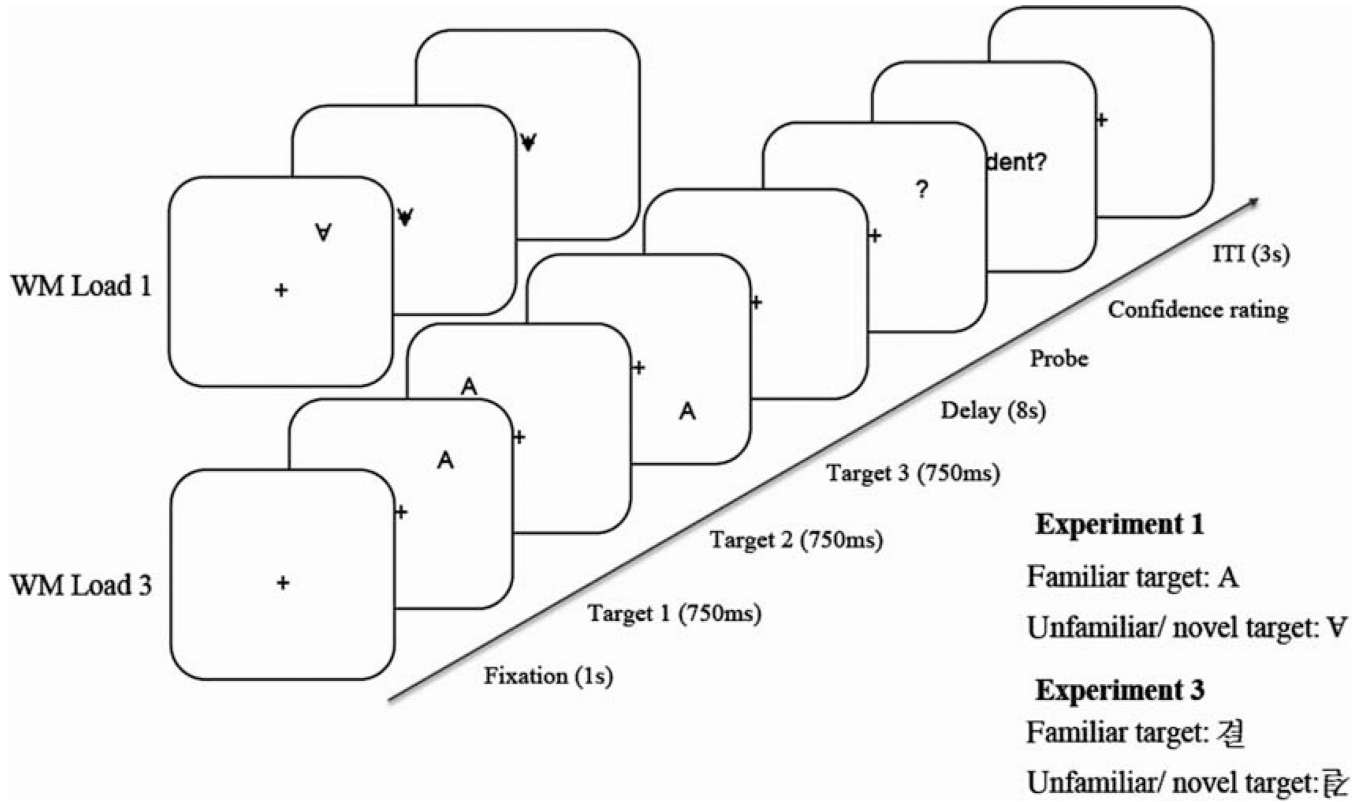 WM Load 1
∀
+
∀
∀
WM Load 3
+
A
+
A
+
A
+
+
?
+
dent?
+
Fixation (1s)
Target 1 (750ms)
Target 2 (750ms)
Target 3 (750ms)
Delay (8s)
Probe
Confidence rating
ITI (3s)
Experiment 1
Familiar target: A
Unfamiliar/ novel target: ∀
Experiment 3
Familiar target: 결
Unfamiliar/ novel target: